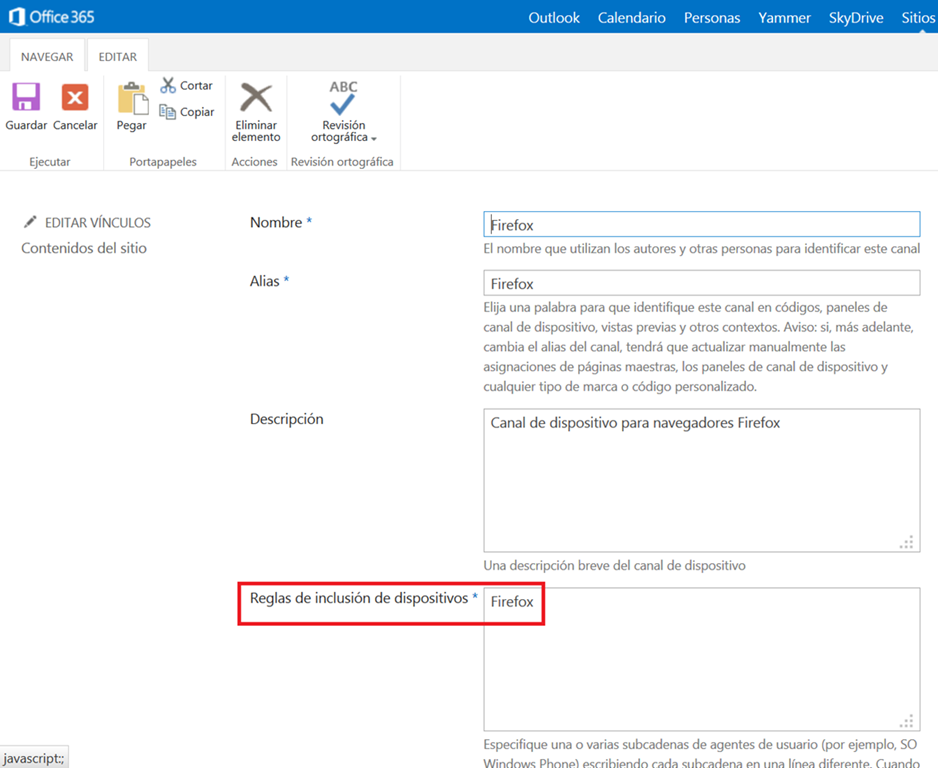 Office 365
Outlook Calendario Personas Yammer SkyDrive Sitios
NAVEGAR EDITAR
Guardar Cancelar
Ejecutar
Pegar
Cortar
Copiar
Portapapeles
Eliminar
elemento
Acciones
ABC
Revisión
ortográfica
Revisión ortográfica
EDITAR VÍNCULOS
Contenidos del sitio
Nombre *
Firefox
El nombre que utilizan los autores y otras personas para identificar este canal
Alias *
Firefox
Elija una palabra para que identifique este canal en códigos, paneles de
canal de dispositivo, vistas previas y otros contextos. Aviso: si, más adelante,
cambia el alias del canal, tendrá que actualizar manualmente las
asignaciones de páginas maestras, los paneles de canal de dispositivo y
cualquier tipo de marca o código personalizado.
Descripción
Canal de dispositivo para navegadores Firefox
Una descripción breve del canal de dispositivo
Reglas de inclusión de dispositivos *
Firefox
Especifique una o varias subcadenas de agentes de usuario (por ejemplo, SO
Windows Phone) escribiendo cada subcadena en una línea diferente. Cuando
javascript:;